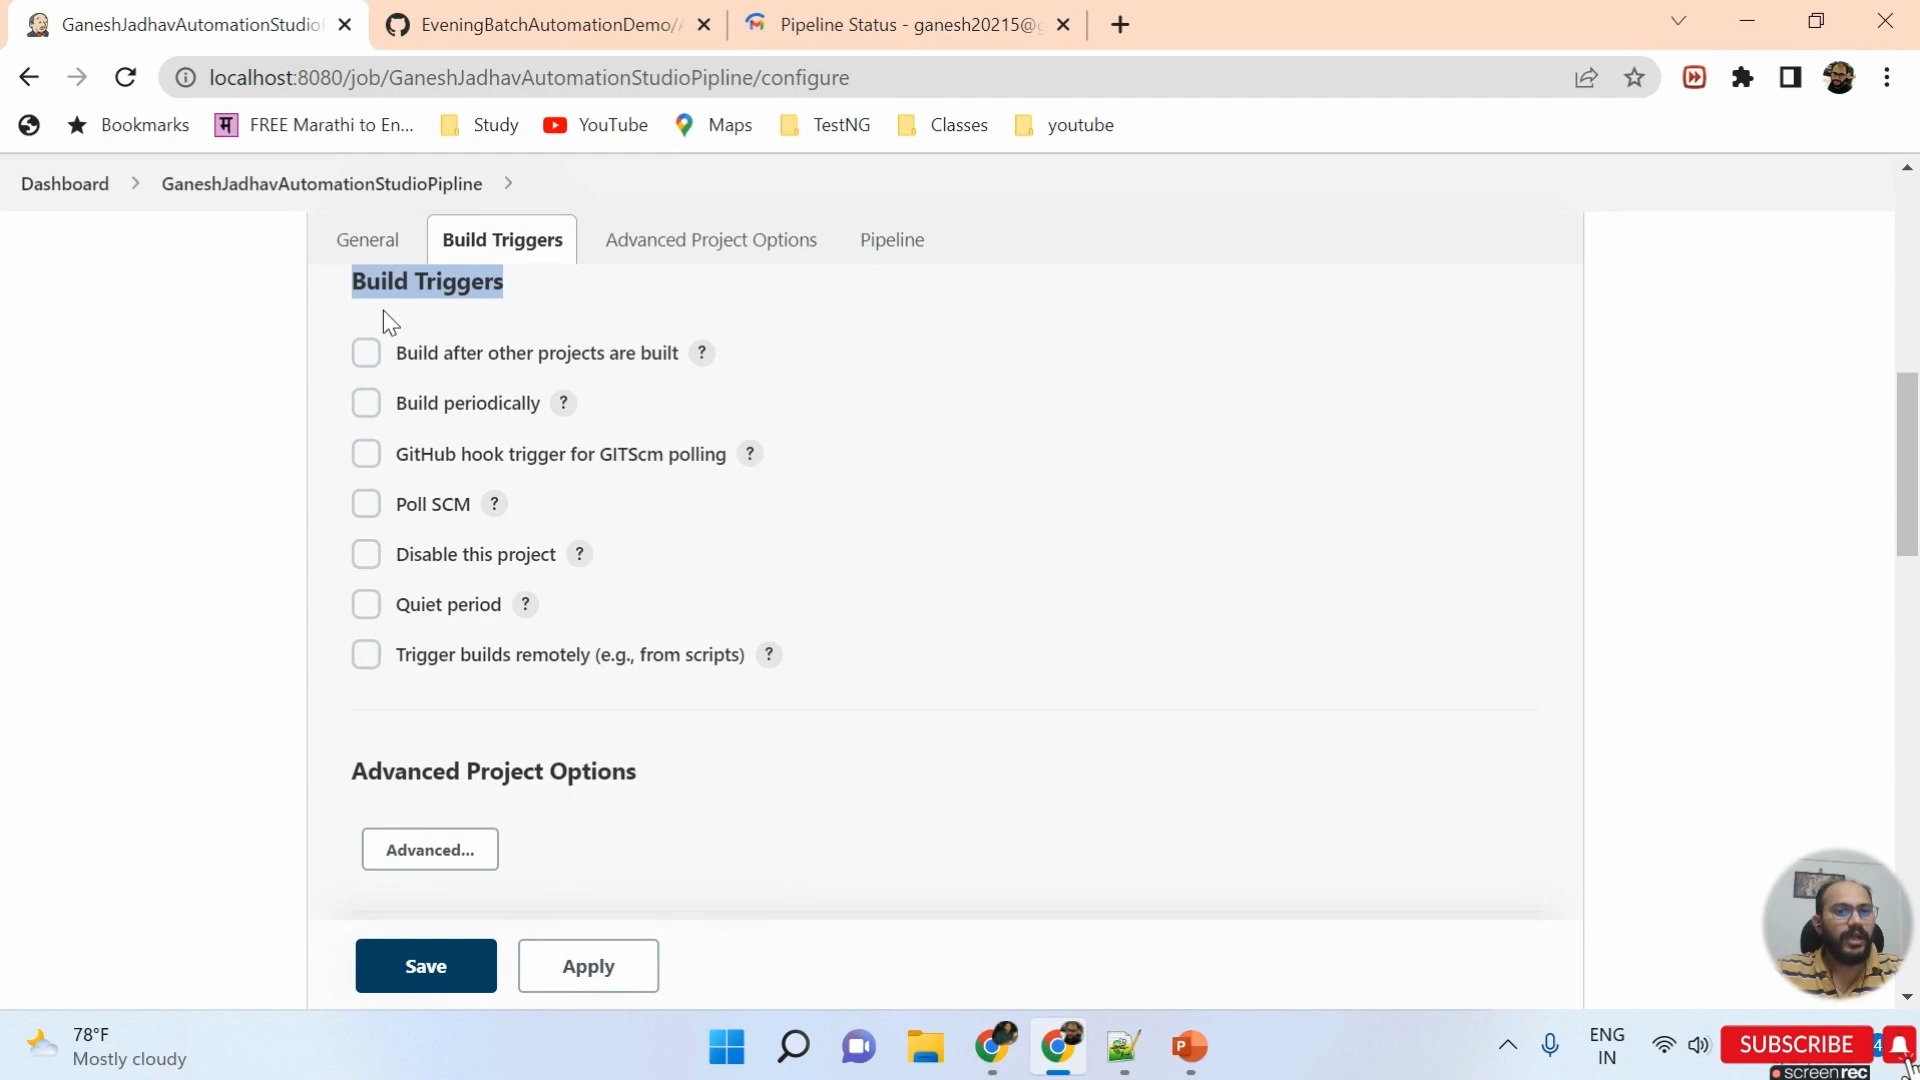 GaneshJadhavAutomationStudio
EveningBatchAutomationDemo/
Pipeline Status - ganesh20215@
localhost:8080/job/GaneshJadhavAutomationStudioPipline/configure
Bookmarks
म
FREE Marathi to En...
Study
YouTube
Maps
TestNG
Classes
youtube
Dashboard
GaneshJadhavAutomationStudioPipline
General
Build Triggers
Advanced Project Options
Pipeline
Build Triggers
Build after other projects are built ?
Build periodically ?
GitHub hook trigger for GITScm polling ?
Poll SCM ?
Disable this project ?
Quiet period ?
Trigger builds remotely (e.g., from scripts) ?
Advanced Project Options
Advanced...
Save
Apply
78°F
Mostly cloudy
P
ENG
IN
SUBSCRIBE
4
screenrec